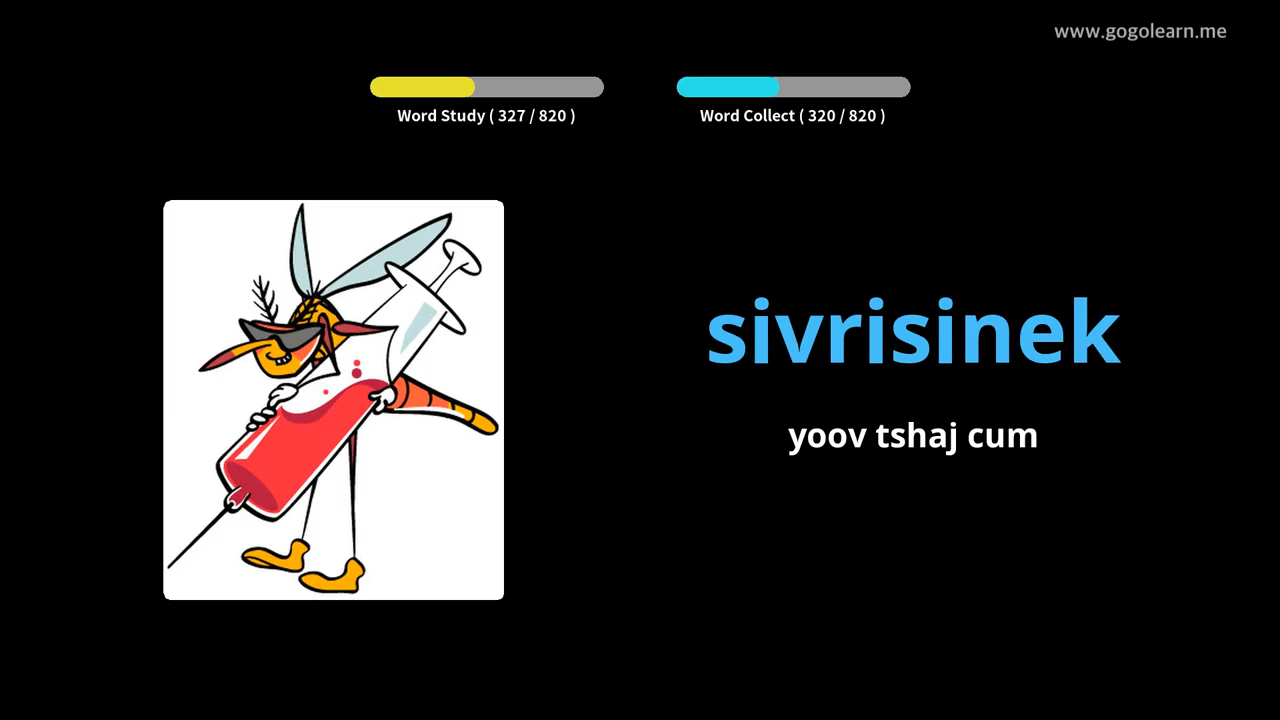 www.gogolearn.me
Word Study ( 327 / 820 )
Word Collect ( 320 / 820 )
sivrisinek
yoov tshaj cum